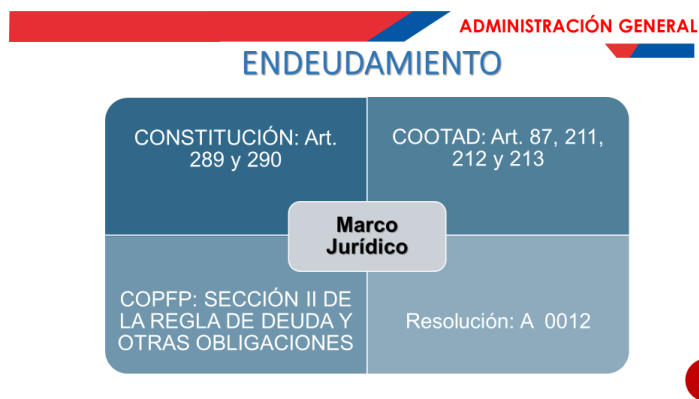 ADMINISTRACIÓN GENERAL
ENDEUDAMIENTO
CONSTITUCIÓN: Art.
289 y 290
COOTAD: Art. 87, 211,
212 y 213
Marco
Jurídico
COPFP: SECCIÓN II DE
LA REGLA DE DEUDA Y
OTRAS OBLIGACIONES
Resolución: A  0012